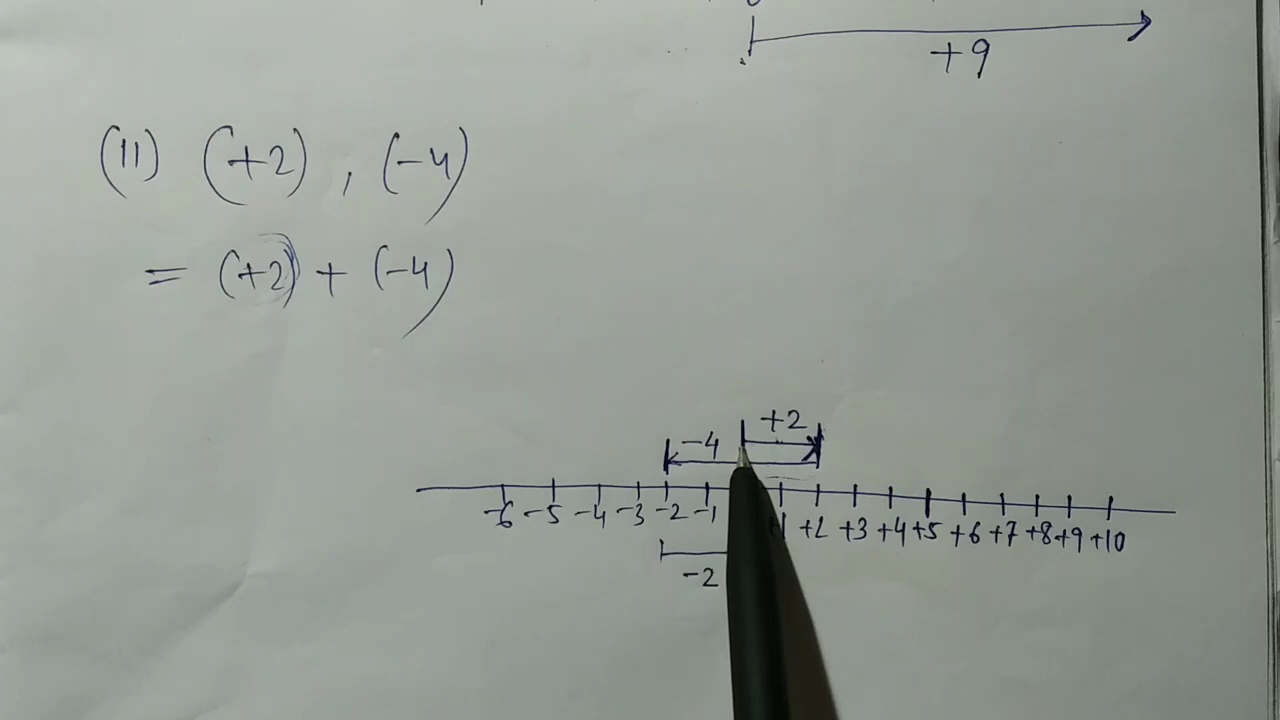 +9
(11) (+2) , (-4)
= (+2) + (-4)
+2
-4
-6 -5 -4 -3 -2 -1 +2 +3 +4 +5 +6 +7 +8 +9 +10
-2